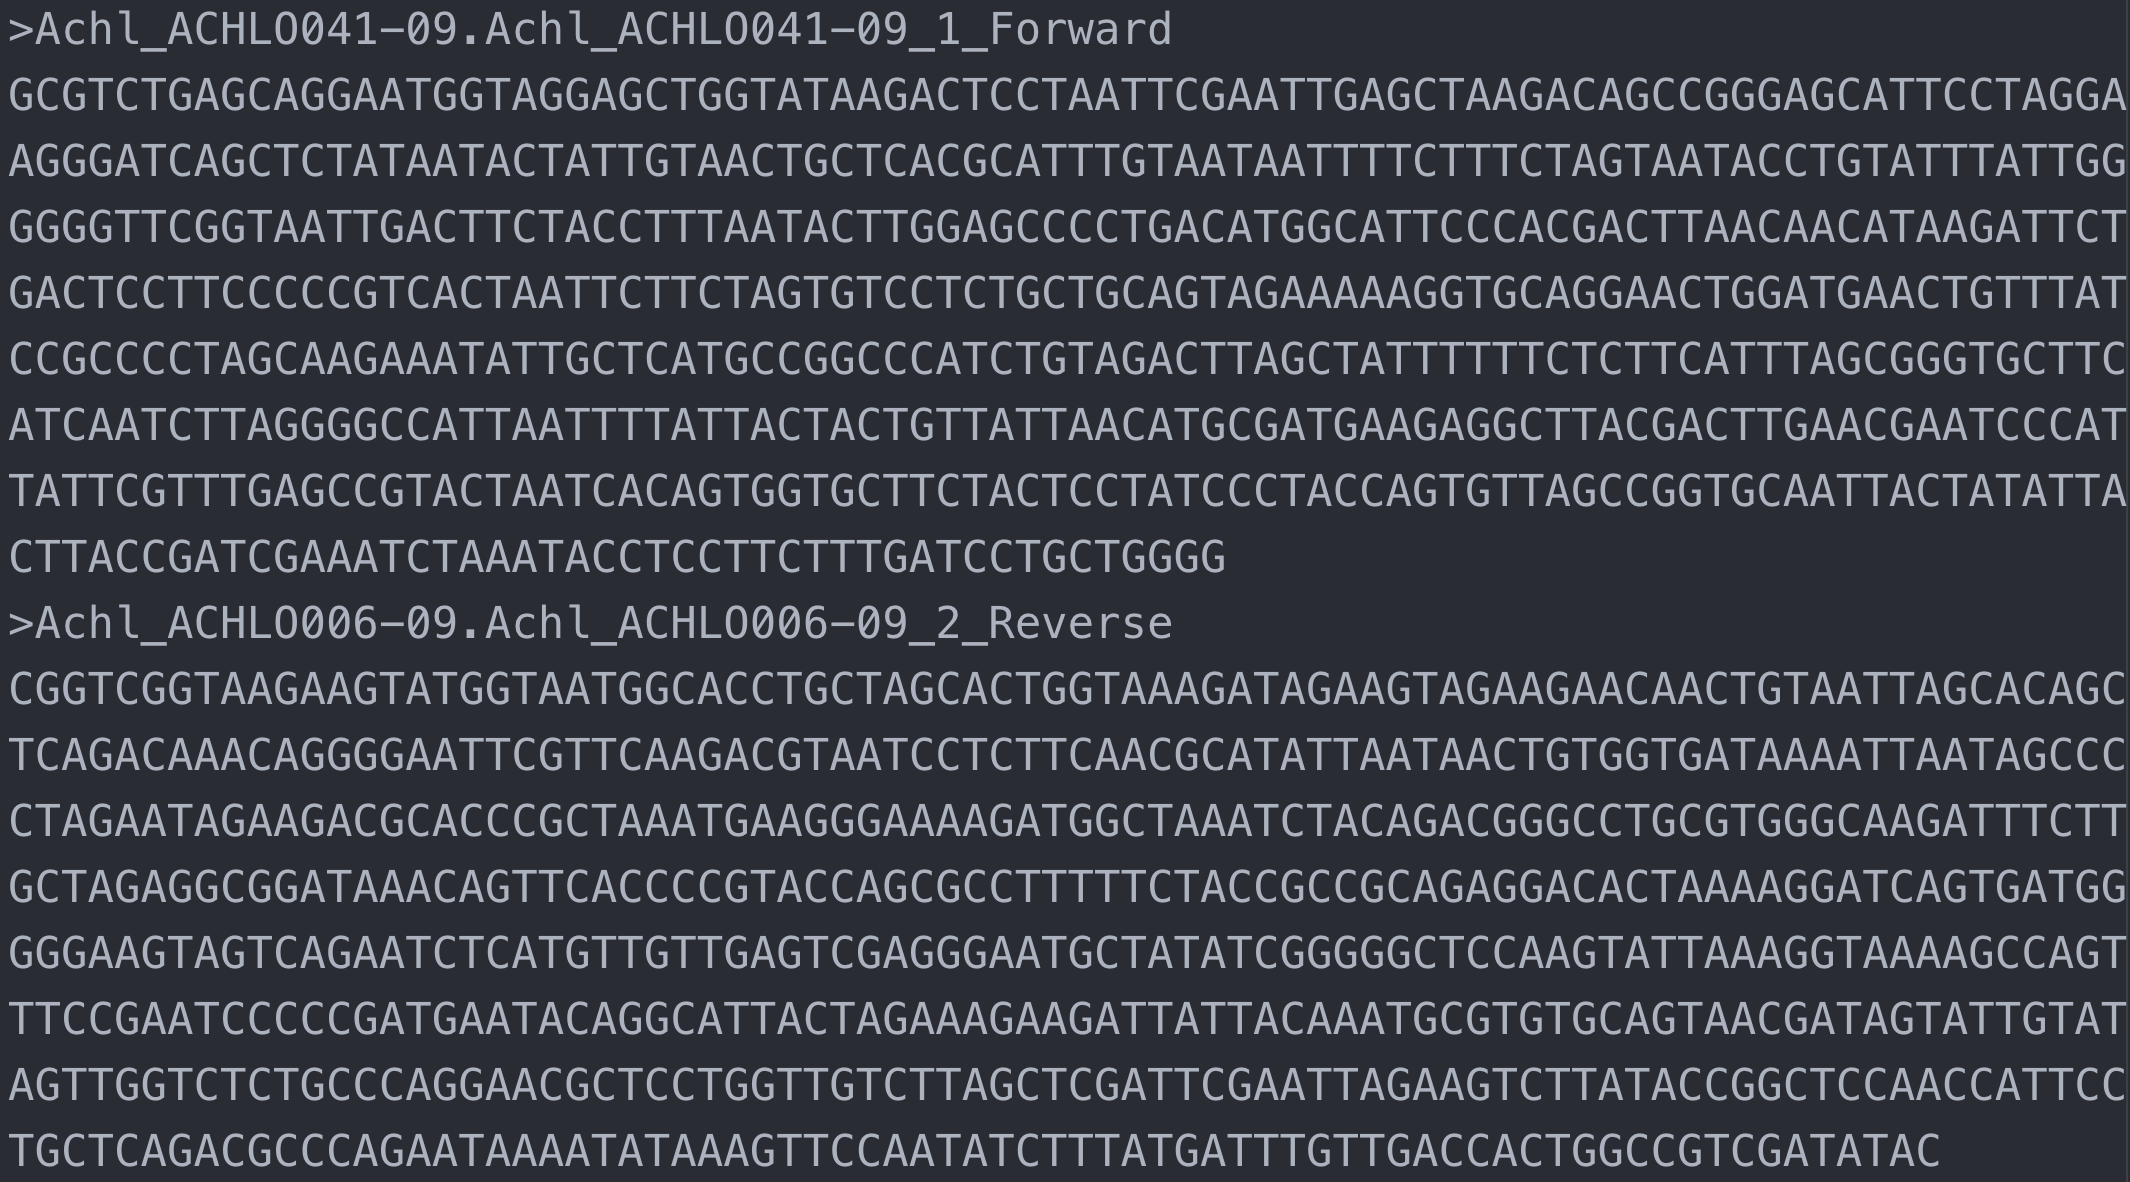 >Achl_ACHLO041-09.Achl_ACHLO041-09_1_Forward
GCGTCTGAGCAGGAATGGTAGGAGCTGGTATAAGACTCCTAATTCGAATTGAGCTAAGACAGCCGGGAGCATTCCTAGGA
AGGGATCAGCTCTATAATACTATTGTAACTGCTCACGCATTTGTAATAATTTTCTTTCTAGTAATACCTGTATTTATTGG
GGGGTTCGGTAATTGACTTCTACCTTTAATACTTGGAGCCCCTGACATGGCATTCCCACGACTTAACAACATAAGATTCT
GACTCCTTCCCCCGTCACTAATTCTTCTAGTGTCCTCTGCTGCAGTAGAAAAAGGTGCAGGAACTGGATGAACTGTTTAT
CCGCCCCTAGCAAGAAATATTGCTCATGCCGGCCCATCTGTAGACTTAGCTATTTTTTCTCTTCATTTAGCGGGTGCTTC
ATCAATCTTAGGGGCCATTAATTTTATTACTACTGTTATTAACATGCGATGAAGAGGCTTACGACTTGAACGAATCCCAT
TATTCGTTTGAGCCGTACTAATCACAGTGGTGCTTCTACTCCTATCCCTACCAGTGTTAGCCGGTGCAATTACTATATTA
CTTACCGATCGAAATCTAAATACCTCCTTCTTTGATCCTGCTGGGG
>Achl_ACHLO006-09.Achl_ACHLO006-09_2_Reverse
CGGTCGGTAAGAAGTATGGTAATGGCACCTGCTAGCACTGGTAAAGATAGAAGTAGAAGAACAACTGTAATTAGCACAGC
TCAGACAAACAGGGGAATTCGTTCAAGACGTAATCCTCTTCAACGCATATTAATAACTGTGGTGATAAAATTAATAGCCC
CTAGAATAGAAGACGCACCCGCTAAATGAAGGGAAAAGATGGCTAAATCTACAGACGGGCCTGCGTGGGCAAGATTTCTT
GCTAGAGGCGGATAAACAGTTCACCCCGTACCAGCGCCTTTTTCTACCGCCGCAGAGGACACTAAAAGGATCAGTGATGG
GGGAAGTAGTCAGAATCTCATGTTGTTGAGTCGAGGGAATGCTATATCGGGGGCTCCAAGTATTAAAGGTAAAAGCCAGT
TTCCGAATCCCCCGATGAATACAGGCATTACTAGAAAGAAGATTATTACAAATGCGTGTGCAGTAACGATAGTATTGTAT
AGTTGGTCTCTGCCCAGGAACGCTCCTGGTTGTCTTAGCTCGATTCGAATTAGAAGTCTTATACCGGCTCCAACCATTCC
TGCTCAGACGCCCAGAATAAAATATAAAGTTCCAATATCTTTATGATTTGTTGACCACTGGCCGTCGATATAC